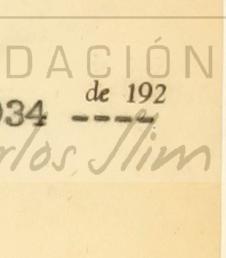 DACIÓN
de 192
934 ----
rlos Slim